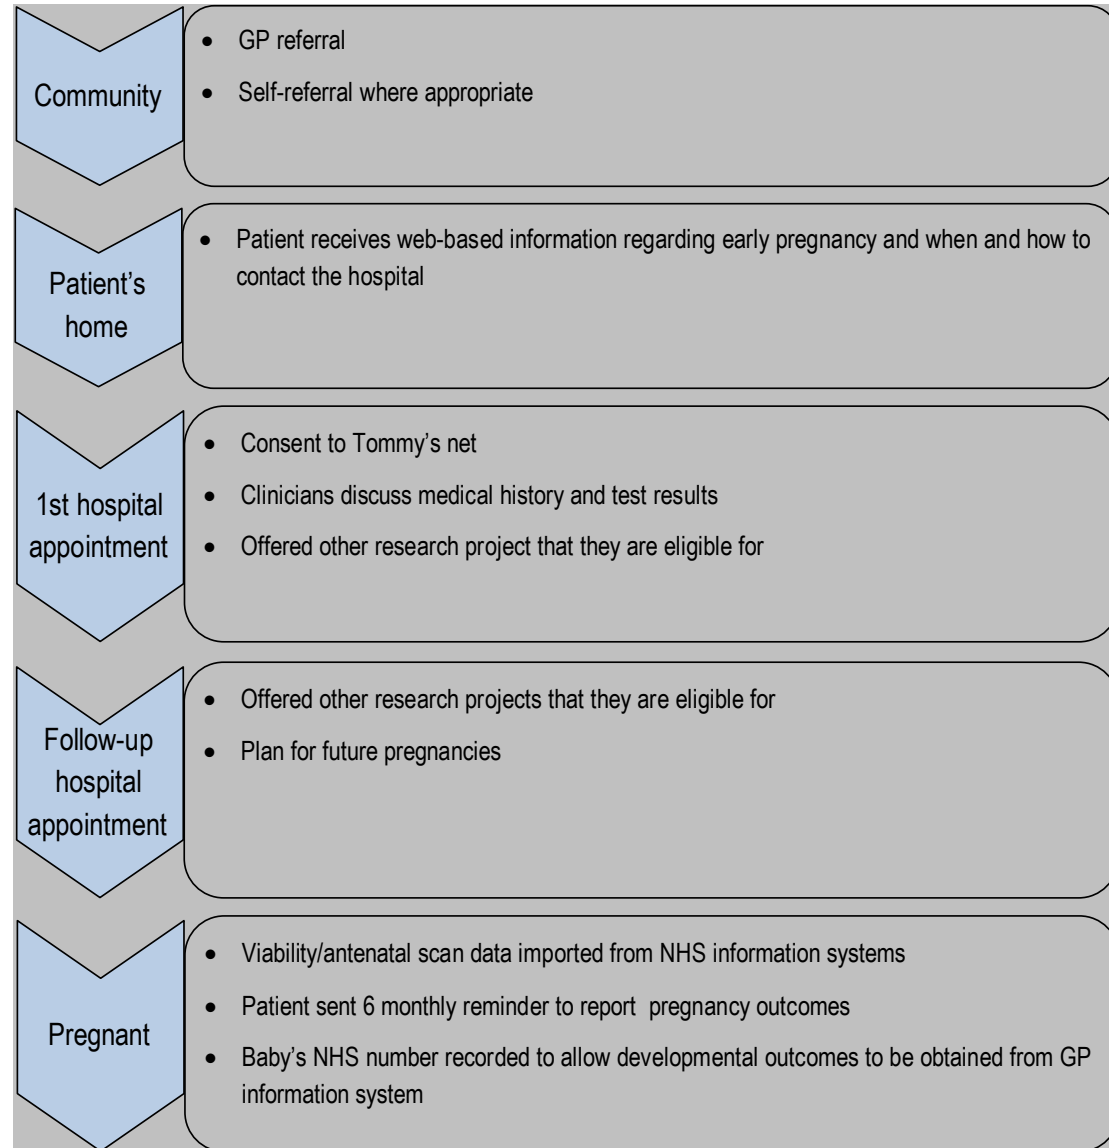 Community
• GP referral
• Self-referral where appropriate
Patient’s
home
• Patient receives web-based information regarding early pregnancy and when and how to
contact the hospital
1st hospital
appointment
• Consent to Tommy’s net
• Clinicians discuss medical history and test results
• Offered other research project that they are eligible for
Follow-up
hospital
appointment
• Offered other research projects that they are eligible for
• Plan for future pregnancies
Pregnant
• Viability/antenatal scan data imported from NHS information systems
• Patient sent 6 monthly reminder to report pregnancy outcomes
• Baby’s NHS number recorded to allow developmental outcomes to be obtained from GP
information system